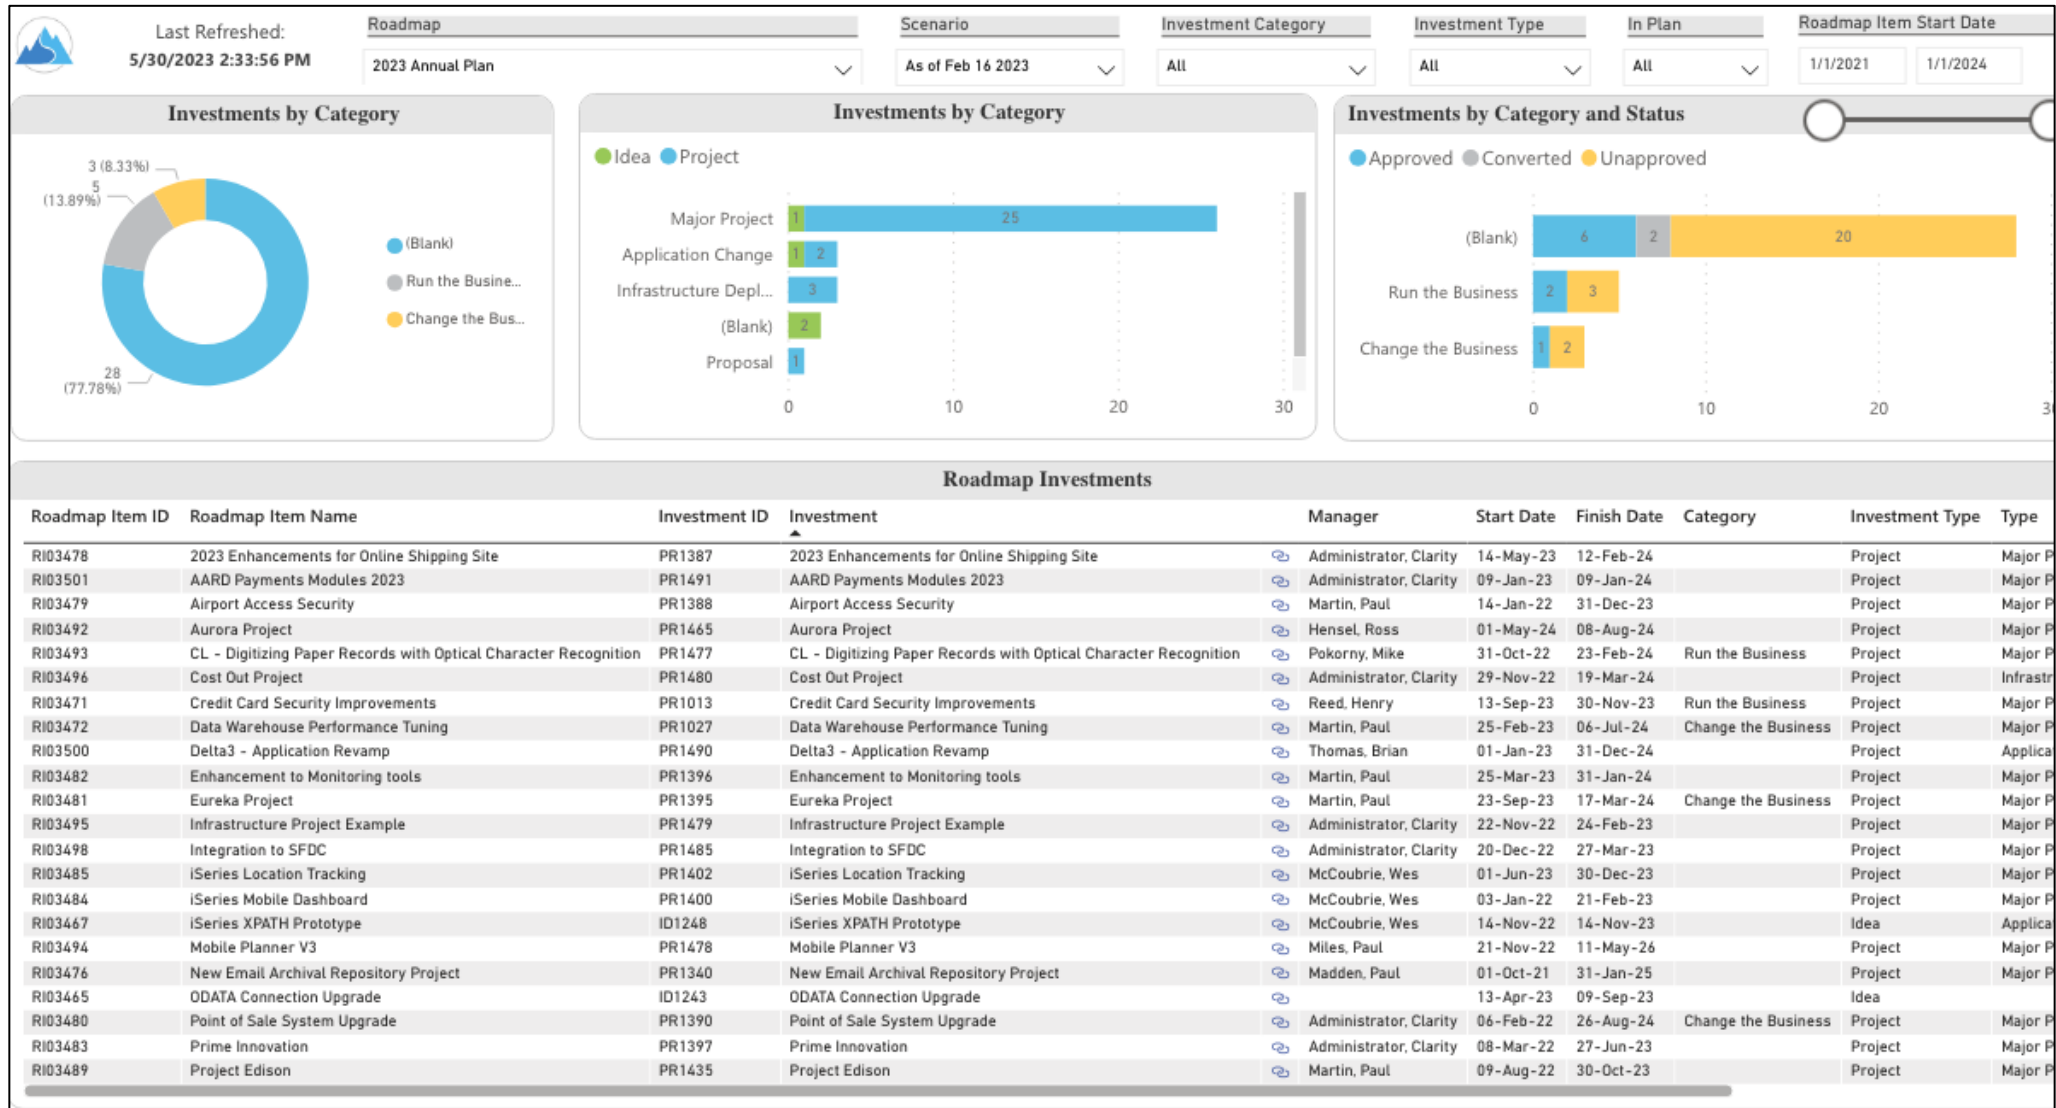 Last Refreshed:
5/30/2023 2:33:56 PM
Roadmap
2023 Annual Plan
Scenario
As of Feb 16 2023
Investment Category
All
Investment Type
All
In Plan
All
Roadmap Item Start Date
1/1/2021 1/1/2024
Investments by Category
3 (8.33%)
5
(13.89%)
28
(77.78%)
(Blank)
Run the Busine...
Change the Bus...
Investments by Category
Idea Project
Major Project 1 25
Application Change 1 2
Infrastructure Depl... 3
(Blank) 2
Proposal 1
0 10 20 30
Investments by Category and Status
Approved Converted Unapproved
(Blank) 6 2 20
Run the Business 2 3
Change the Business 1 2
0 10 20 3
Roadmap Investments
Roadmap Item ID Roadmap Item Name Investment ID Investment Manager Start Date Finish Date Category Investment Type Type
RI03478 2023 Enhancements for Online Shipping Site PR1387 2023 Enhancements for Online Shipping Site Administrator, Clarity 14-May-23 12-Feb-24 Project Major P
RI03501 AARD Payments Modules 2023 PR1491 AARD Payments Modules 2023 Administrator, Clarity 09-Jan-23 09-Jan-24 Project Major P
RI03479 Airport Access Security PR1388 Airport Access Security Martin, Paul 14-Jan-22 31-Dec-23 Project Major P
RI03492 Aurora Project PR1465 Aurora Project Hensel, Ross 01-May-24 08-Aug-24 Project Major P
RI03493 CL - Digitizing Paper Records with Optical Character Recognition PR1477 CL - Digitizing Paper Records with Optical Character Recognition Pokorny, Mike 31-Oct-22 23-Feb-24 Run the Business Project Major P
RI03496 Cost Out Project PR1480 Cost Out Project Administrator, Clarity 29-Nov-22 19-Mar-24 Project Infrastr
RI03471 Credit Card Security Improvements PR1013 Credit Card Security Improvements Reed, Henry 13-Sep-23 30-Nov-23 Run the Business Project Major P
RI03472 Data Warehouse Performance Tuning PR1027 Data Warehouse Performance Tuning Martin, Paul 25-Feb-23 06-Jul-24 Change the Business Project Major P
RI03500 Delta3 - Application Revamp PR1490 Delta3 - Application Revamp Thomas, Brian 01-Jan-23 31-Dec-24 Project Applica
RI03482 Enhancement to Monitoring tools PR1396 Enhancement to Monitoring tools Martin, Paul 25-Mar-23 31-Jan-24 Project Major P
RI03481 Eureka Project PR1395 Eureka Project Martin, Paul 23-Sep-23 17-Mar-24 Change the Business Project Major P
RI03495 Infrastructure Project Example PR1479 Infrastructure Project Example Administrator, Clarity 22-Nov-22 24-Feb-23 Project Major P
RI03498 Integration to SFDC PR1485 Integration to SFDC Administrator, Clarity 20-Dec-22 27-Mar-23 Project Major P
RI03485 iSeries Location Tracking PR1402 iSeries Location Tracking McCoubrie, Wes 01-Jun-23 30-Dec-23 Project Major P
RI03484 iSeries Mobile Dashboard PR1400 iSeries Mobile Dashboard McCoubrie, Wes 03-Jan-22 21-Feb-23 Project Major P
RI03467 iSeries XPATH Prototype ID1248 iSeries XPATH Prototype McCoubrie, Wes 14-Nov-22 14-Nov-23 Idea Applica
RI03494 Mobile Planner V3 PR1478 Mobile Planner V3 Miles, Paul 21-Nov-22 11-May-26 Project Major P
RI03476 New Email Archival Repository Project PR1340 New Email Archival Repository Project Madden, Paul 01-Oct-21 31-Jan-25 Project Major P
RI03465 ODATA Connection Upgrade ID1243 ODATA Connection Upgrade 13-Apr-23 09-Sep-23 Idea
RI03480 Point of Sale System Upgrade PR1390 Point of Sale System Upgrade Administrator, Clarity 06-Feb-22 26-Aug-24 Change the Business Project Major P
RI03483 Prime Innovation PR1397 Prime Innovation Administrator, Clarity 08-Mar-22 27-Jun-23 Project Major P
RI03489 Project Edison PR1435 Project Edison Martin, Paul 09-Aug-22 30-Oct-23 Project Major P